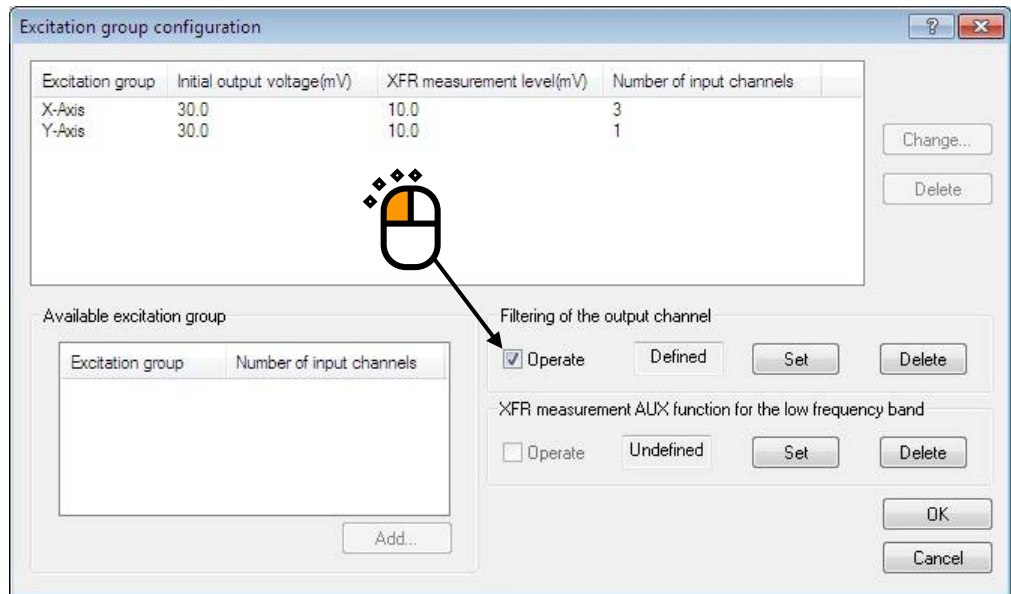 Excitation group configuration
Excitation group Initial output voltage(mV) XFR measurement level(mV) Number of input channels
X-Axis 30.0 10.0 3
Y-Axis 30.0 10.0 1
Change...
Delete
Available excitation group
Excitation group Number of input channels
Add...
Filtering of the output channel
Operate Defined Set Delete
XFR measurement AUX function for the low frequency band
Operate Undefined Set Delete
OK
Cancel